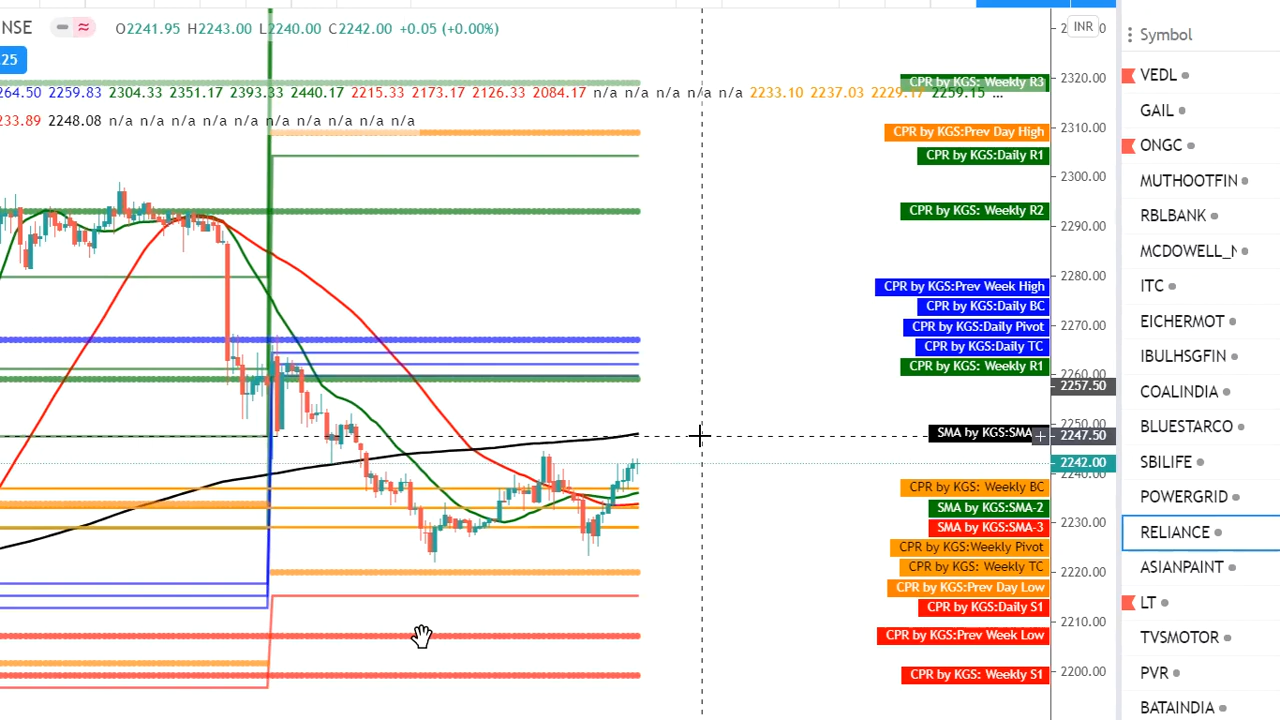 NSE O2241.95 H2243.00 L2240.00 C2242.00 +0.05 (+0.00%)
INR
Symbol
25
VEDL
2320.00
CPR by KGS: Weekly R3
264.50 2259.83 2304.33 2351.17 2393.33 2440.17 2215.33 2173.17 2126.33 2084.17 n/a n/a n/a n/a n/a 2233.10 2237.03 2229.17 2259.15 ...
GAIL
233.89 2248.08 n/a n/a n/a n/a n/a n/a n/a n/a
2310.00
CPR by KGS:Prev Day High
ONGC
CPR by KGS:Daily R1
2300.00
MUTHOOTFIN
CPR by KGS: Weekly R2
RBLBANK
2290.00
MCDOWELL_N
2280.00
CPR by KGS:Prev Week High
ITC
CPR by KGS:Daily BC
EICHERMOT
2270.00
CPR by KGS:Daily Pivot
CPR by KGS:Daily TC
IBULHSGFIN
CPR by KGS: Weekly R1
2260.00
2257.50
COALINDIA
2250.00
BLUESTARCO
SMA by KGS:SMA
2247.50
2242.00
SBILIFE
2240.00
CPR by KGS: Weekly BC
POWERGRID
SMA by KGS:SMA-2
2230.00
SMA by KGS:SMA-3
RELIANCE
CPR by KGS:Weekly Pivot
CPR by KGS: Weekly TC
2220.00
ASIANPAINT
CPR by KGS:Prev Day Low
CPR by KGS:Daily S1
LT
2210.00
CPR by KGS:Prev Week Low
TVSMOTOR
CPR by KGS: Weekly S1
2200.00
PVR
BATAINDIA